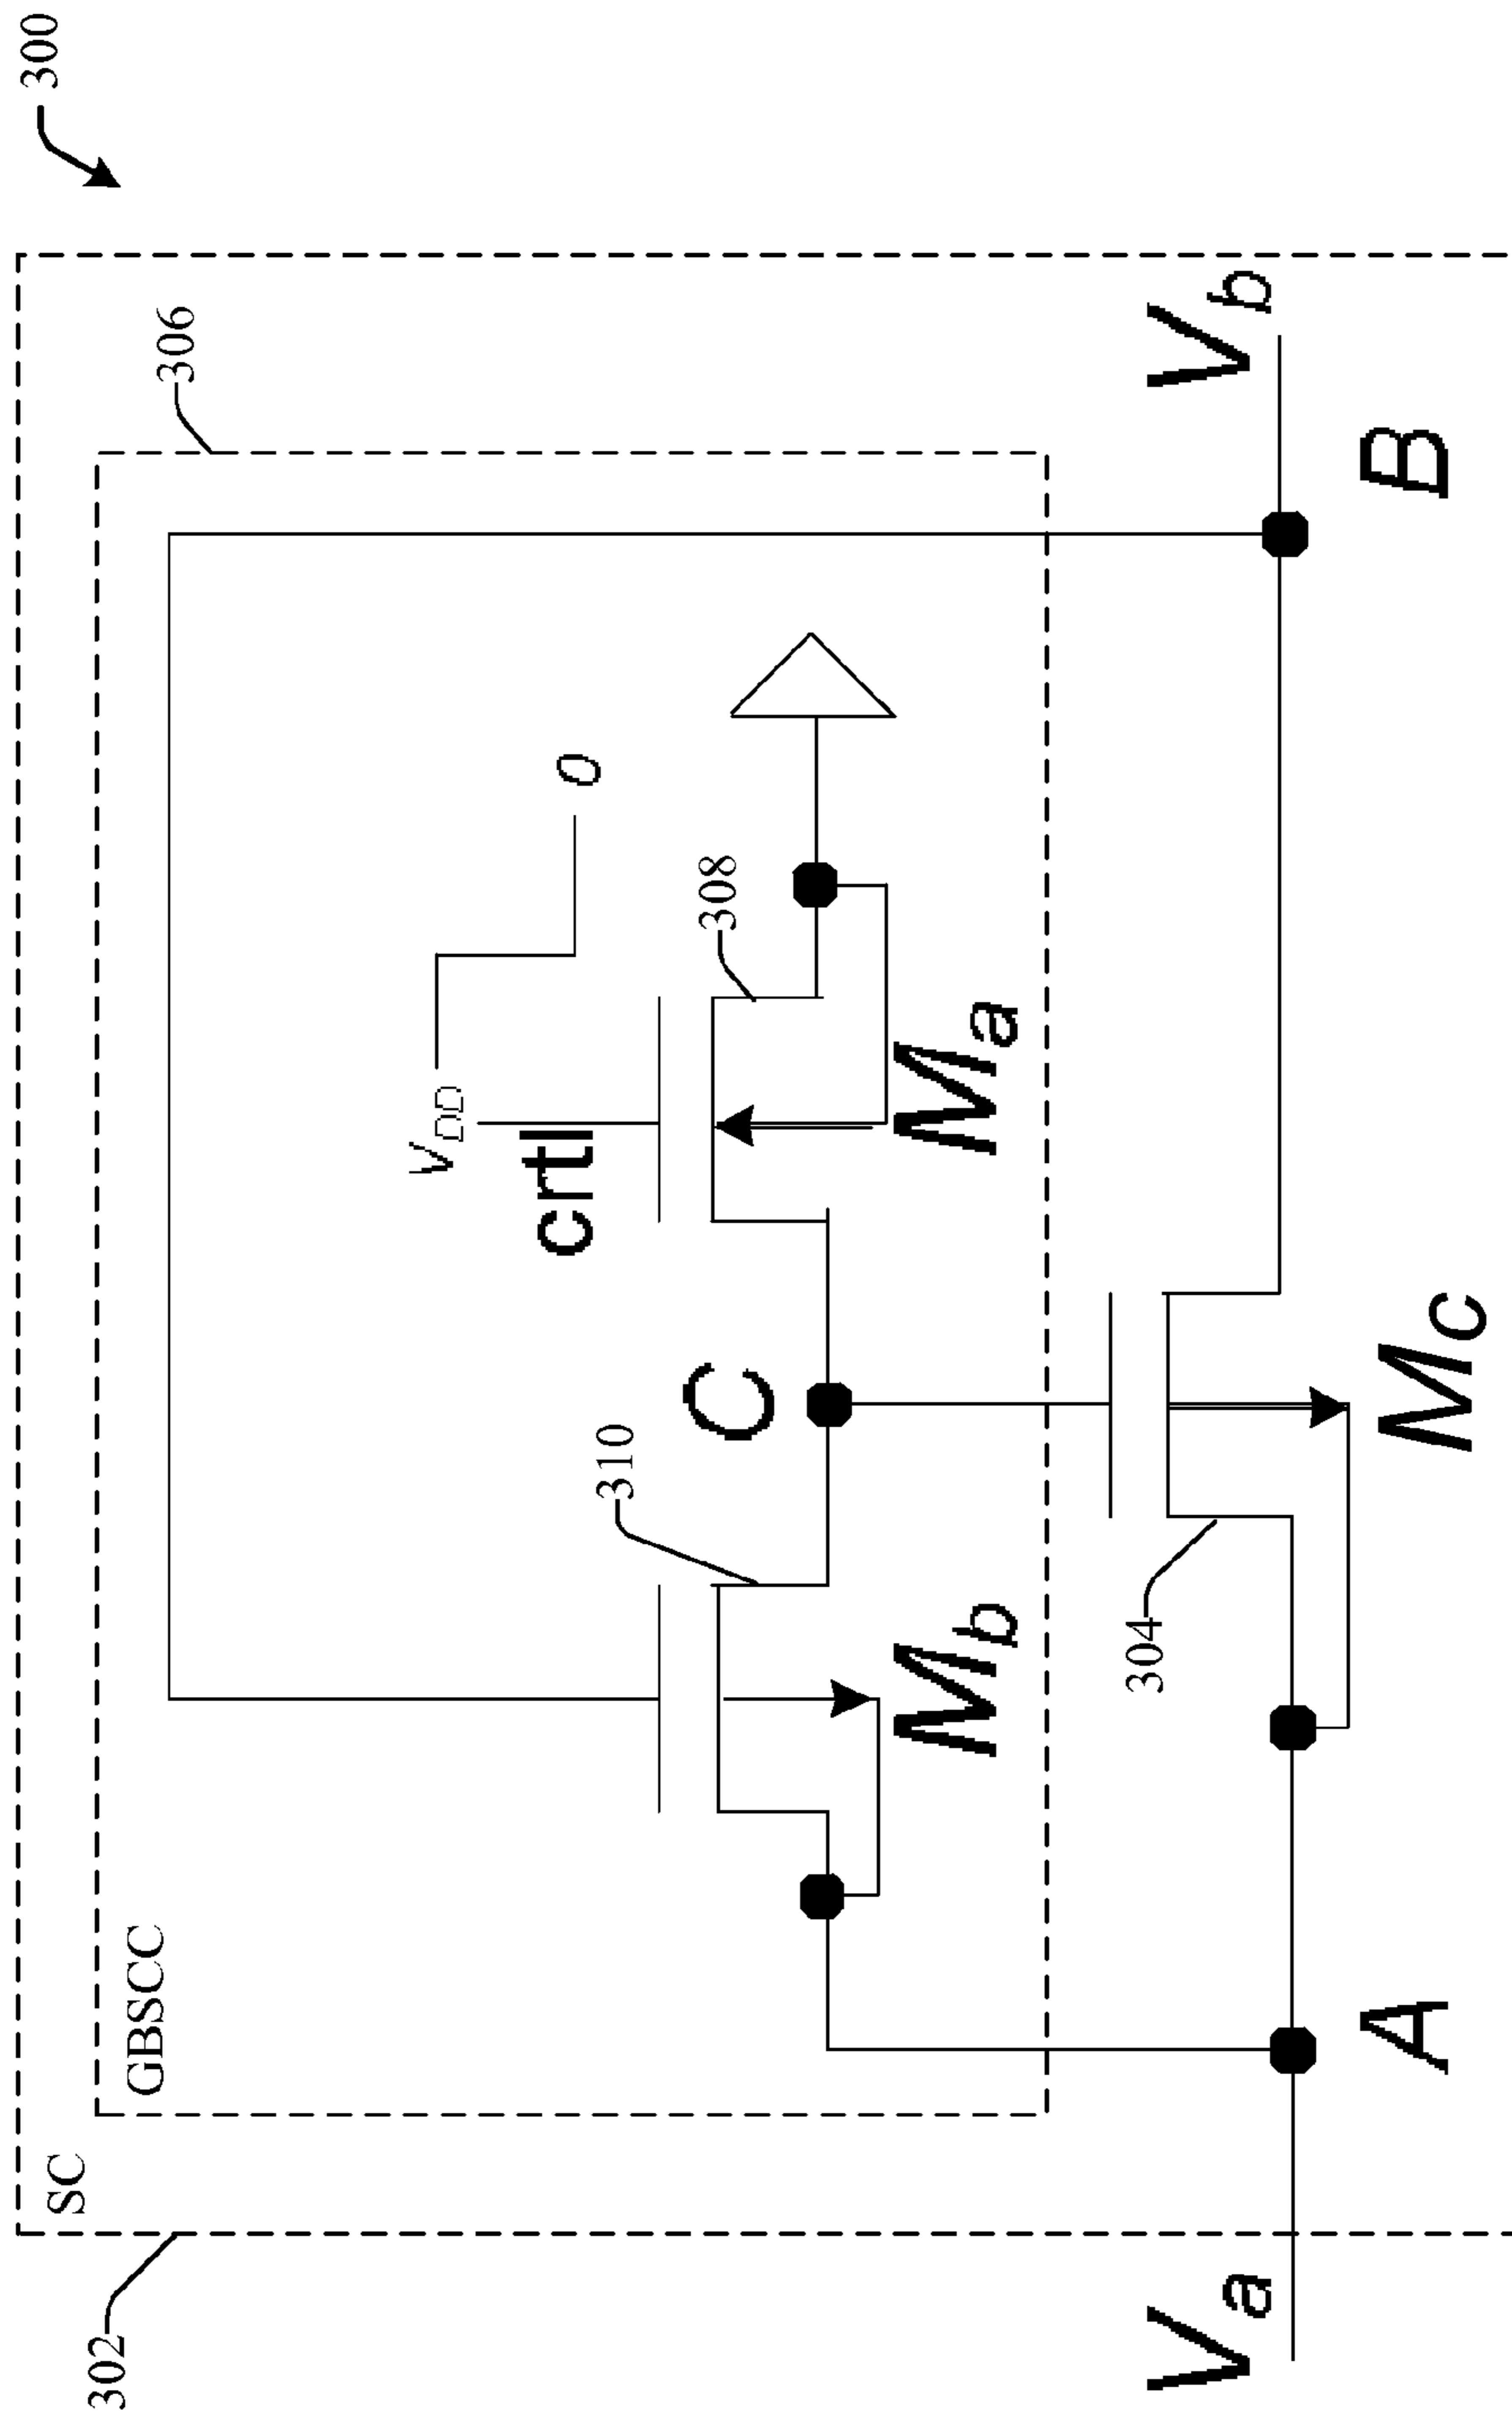 300
302
SC
GBSCC
306
V_DD
0
crtl
308
310
C
M_a
M_b
304
V_a
V_b
A
M_c
B